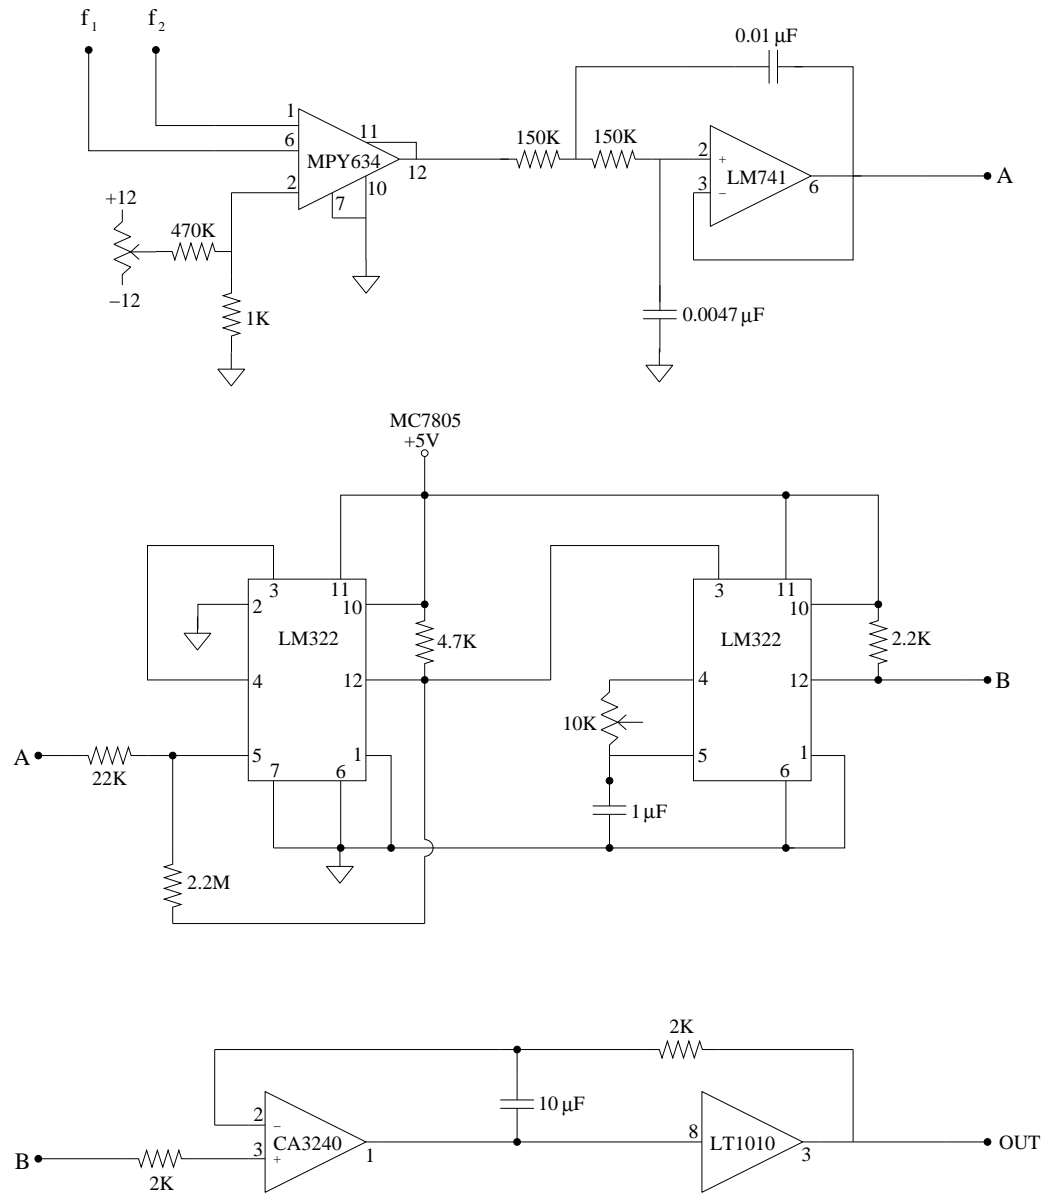 f1 f2
0.01 µF
1
6
2
11
MPY634
12
10
7
150K 150K
2
+
LM741
3
−
6
A
+12
470K
−12
1K
0.0047 µF
MC7805
+5V
3 11
2 10
LM322
4.7K
4 12
A
22K
5 1
7 6
2.2M
3 11
10
LM322
2.2K
4 12
B
10K
5 1
6
1 µF
2K
2
−
CA3240
3
+
1
10 µF
8
LT1010
3
OUT
B
2K